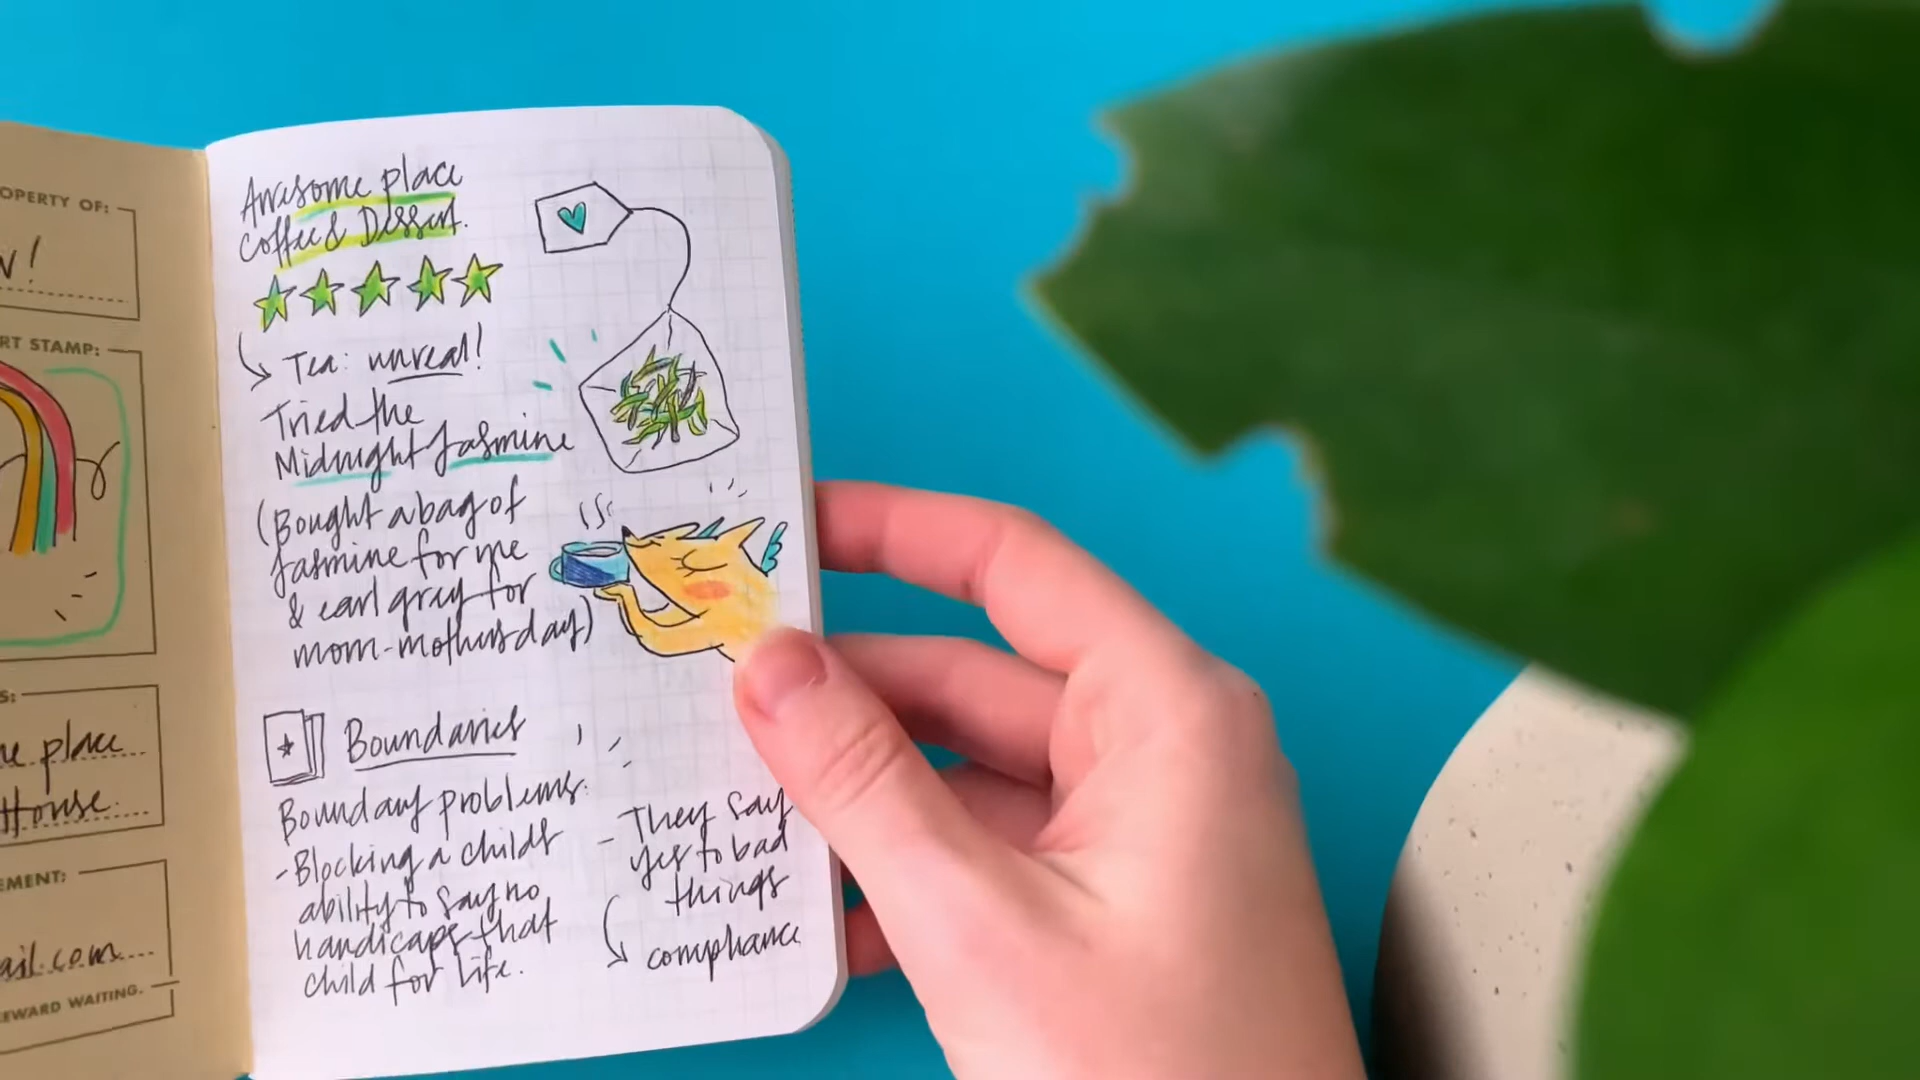 OPERTY OF:
!
RT STAMP:
S:
place
House.
EMENT:
ail.com
EWARD WAITING.
Awesome place
Coffee & Dessert.
Tea: unreal!
Tried the
Midnight Jasmine
(Bought a bag of
Jasmine for me
& earl grey for
mom-mothers day)
Boundaries
Boundary problems:
-Blocking a childs
ability to say no
handicaps that
child for life.
- They say
yes to bad
things
compliance